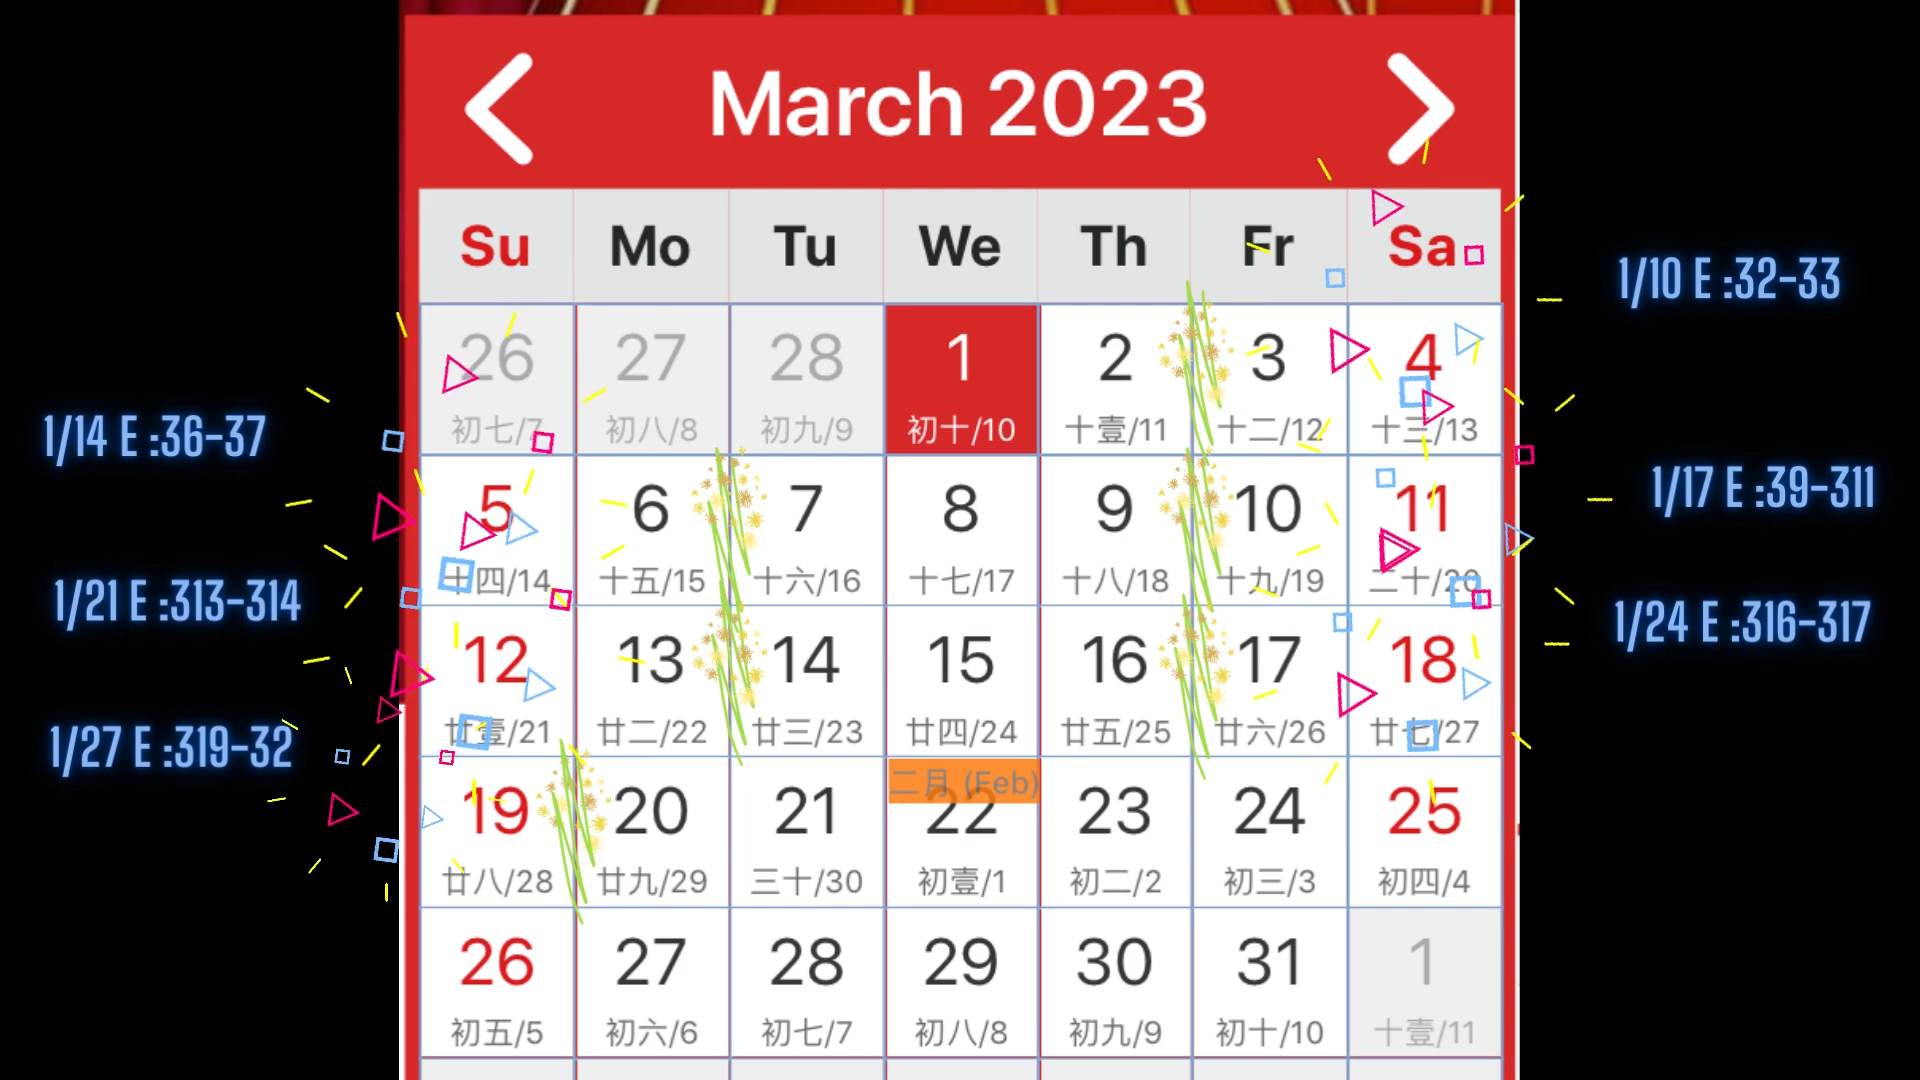 March 2023
Su Mo Tu We Th Fr Sa
26 27 28 1 2 3 4
初七/7 初八/8 初九/9 初十/10 十壹/11 十二/12 十三/13
5 6 7 8 9 10 11
十四/14 十五/15 十六/16 十七/17 十八/18 十九/19 二十/20
12 13 14 15 16 17 18
廿壹/21 廿二/22 廿三/23 廿四/24 廿五/25 廿六/26 廿七/27
二月 (Feb)
19 20 21 22 23 24 25
廿八/28 廿九/29 三十/30 初壹/1 初二/2 初三/3 初四/4
26 27 28 29 30 31 1
初五/5 初六/6 初七/7 初八/8 初九/9 初十/10 十壹/11
1/14 E :36-37
1/21 E :313-314
1/27 E :319-32
1/10 E :32-33
1/17 E :39-311
1/24 E :316-317